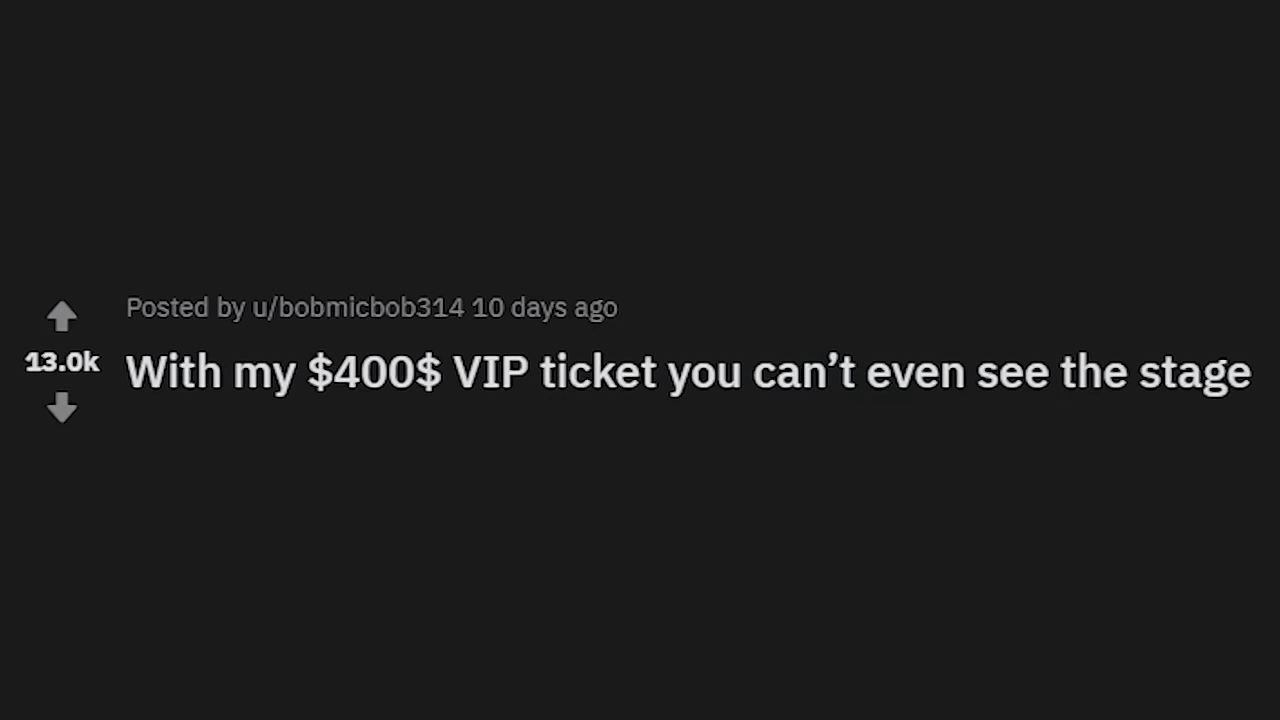 Posted by u/bobmicbob314 10 days ago
13.0k
With my $400$ VIP ticket you can’t even see the stage